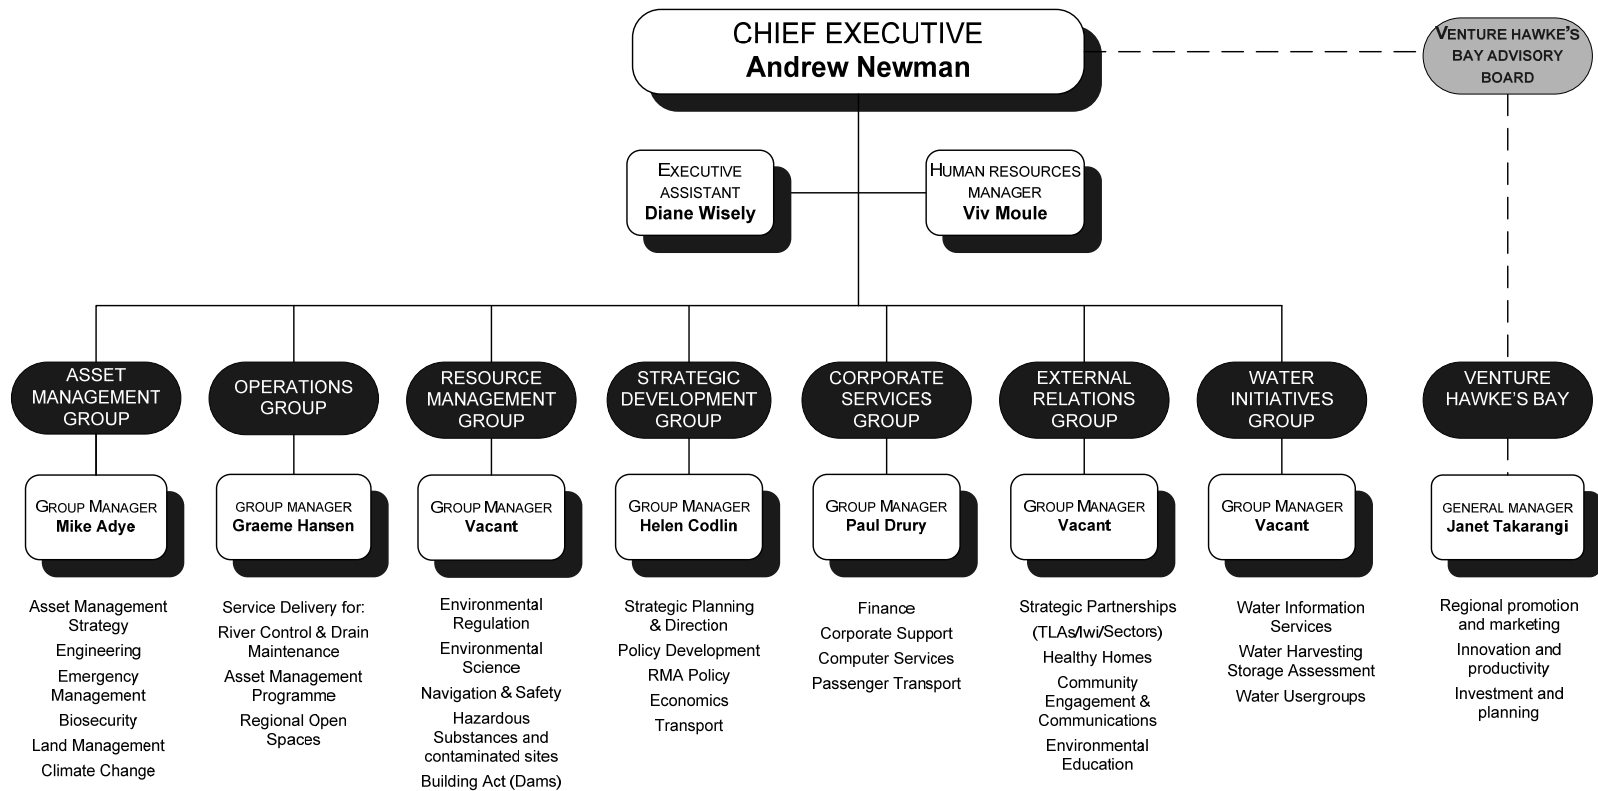 CHIEF EXECUTIVE
Andrew Newman
VENTURE HAWKE'S
BAY ADVISORY
BOARD
EXECUTIVE
ASSISTANT
Diane Wisely
HUMAN RESOURCES
MANAGER
Viv Moule
ASSET
MANAGEMENT
GROUP
GROUP MANAGER
Mike Adye
Asset Management
Strategy
Engineering
Emergency
Management
Biosecurity
Land Management
Climate Change
OPERATIONS
GROUP
GROUP MANAGER
Graeme Hansen
Service Delivery for:
River Control & Drain
Maintenance
Asset Management
Programme
Regional Open
Spaces
RESOURCE
MANAGEMENT
GROUP
GROUP MANAGER
Vacant
Environmental
Regulation
Environmental
Science
Navigation & Safety
Hazardous
Substances and
contaminated sites
Building Act (Dams)
STRATEGIC
DEVELOPMENT
GROUP
GROUP MANAGER
Helen Codlin
Strategic Planning
& Direction
Policy Development
RMA Policy
Economics
Transport
CORPORATE
SERVICES
GROUP
GROUP MANAGER
Paul Drury
Finance
Corporate Support
Computer Services
Passenger Transport
EXTERNAL
RELATIONS
GROUP
GROUP MANAGER
Vacant
Strategic Partnerships
(TLAs/Iwi/Sectors)
Healthy Homes
Community
Engagement &
Communications
Environmental
Education
WATER
INITIATIVES
GROUP
GROUP MANAGER
Vacant
Water Information
Services
Water Harvesting
Storage Assessment
Water Usergroups
VENTURE
HAWKE'S BAY
GENERAL MANAGER
Janet Takarangi
Regional promotion
and marketing
Innovation and
productivity
Investment and
planning